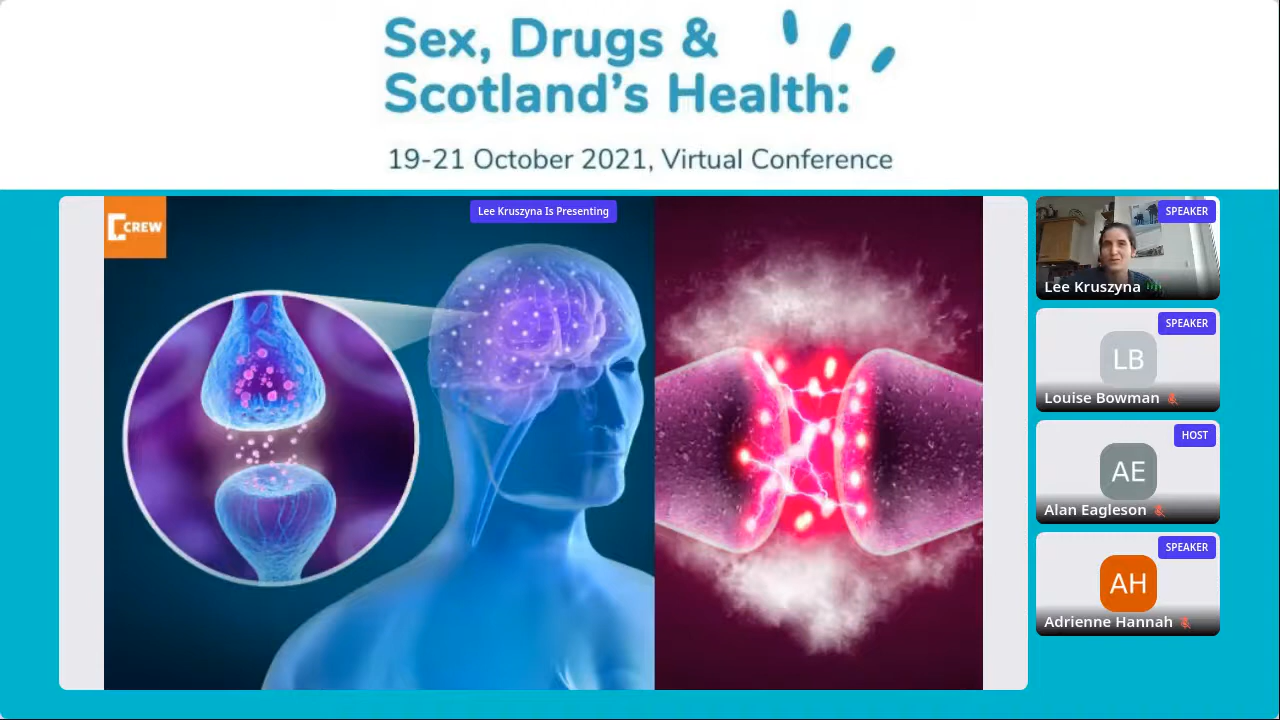 Sex, Drugs &
Scotland's Health:
19-21 October 2021, Virtual Conference
CREW
Lee Kruszyna Is Presenting
SPEAKER
Lee Kruszyna
SPEAKER
LB
Louise Bowman
HOST
AE
Alan Eagleson
SPEAKER
AH
Adrienne Hannah